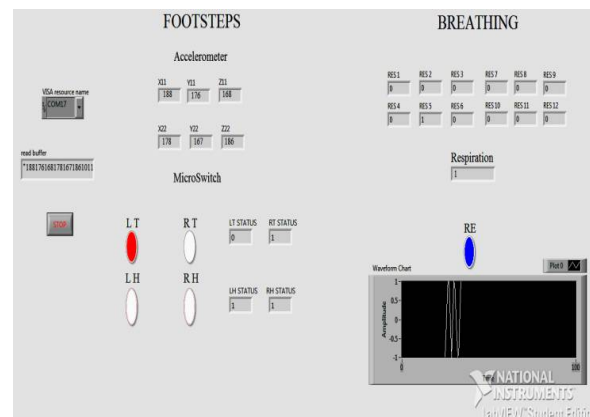 FOOTSTEPS
Accelerometer
X11 Y11 Z11
188 176 168
X22 Y22 Z22
178 167 186
VISA resource name
COM17
read buffer
STOP
MicroSwitch
L T R T
LT STATUS RT STATUS
0 1
L H R H
LH STATUS RH STATUS
1 1
BREATHING
RES 1 RES 2 RES 3 RES 7 RES 8 RES 9
0 0 0 0 0 0
RES 4 RES 5 RES 6 RES 10 RES 11 RES 12
0 1 0 0 0 0
Respiration
1
RE
Waveform Chart
Plot 0
Amplitude
1
0.5
0
-0.5
-1
0 100
Time
NATIONAL
INSTRUMENTS
LabVIEW Student Edition